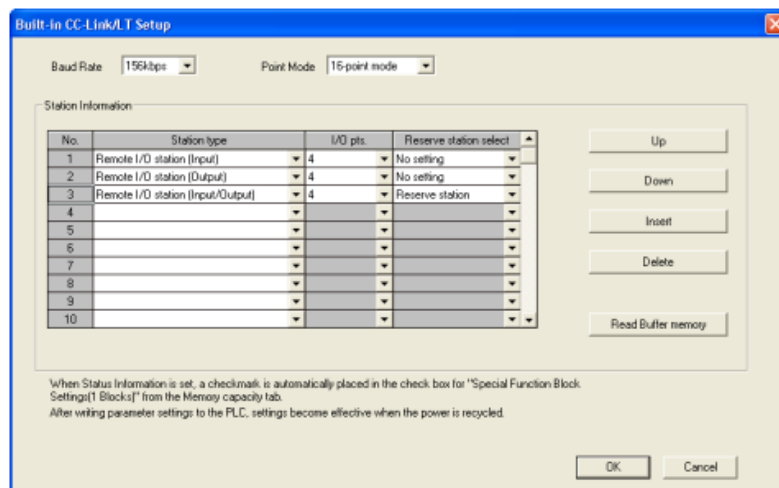 Built-in CC-Link/LT Setup
Baud Rate 156kbps Point Mode 16-point mode
Station Information
No. Station type I/O pts. Reserve station select
1 Remote I/O station (Input) 4 No setting
2 Remote I/O station (Output) 4 No setting
3 Remote I/O station (Input/Output) 4 Reserve station
4
5
6
7
8
9
10
Up
Down
Insert
Delete
Read Buffer memory
When Status Information is set, a checkmark is automatically placed in the check box for "Special Function Block
Settings(1 Blocks)" from the Memory capacity tab.
After writing parameter settings to the PLC, settings become effective when the power is recycled.
OK Cancel